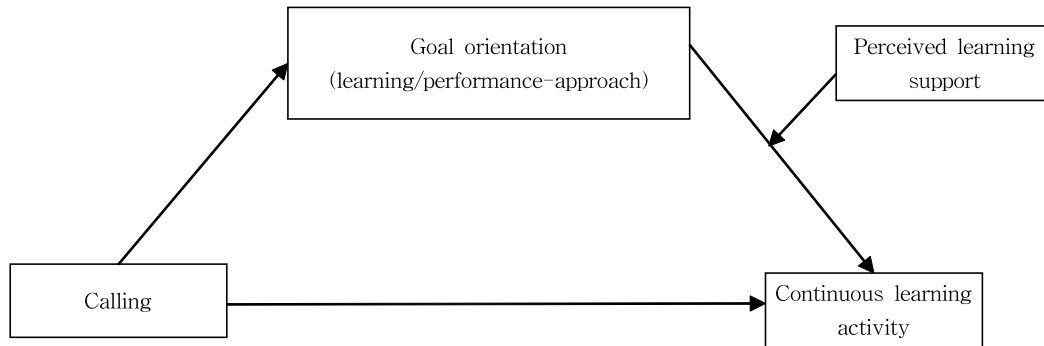 Goal orientation
(learning/performance-approach)
Perceived learning
support
Calling
Continuous learning
activity